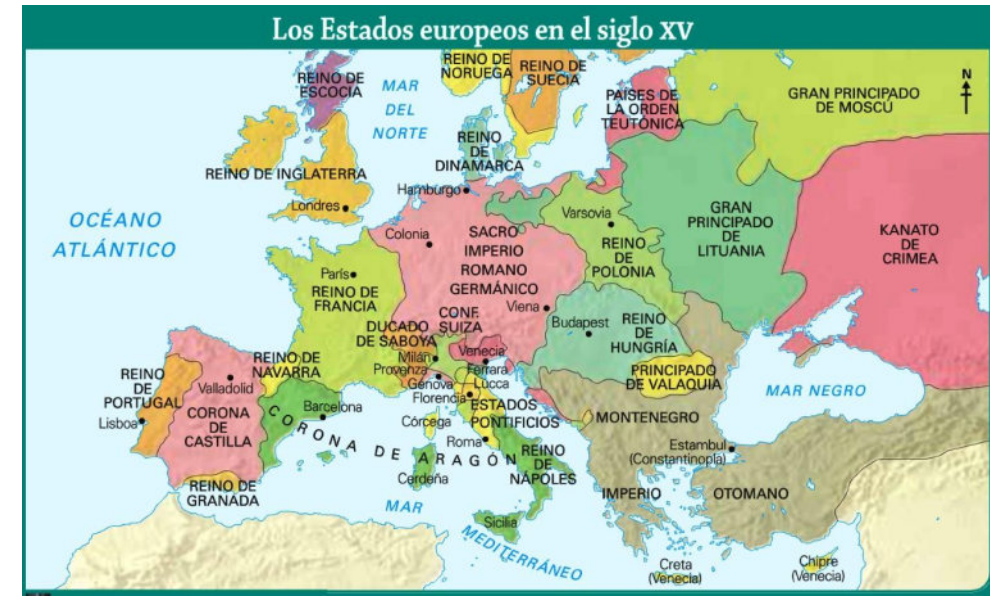 Los Estados europeos en el siglo XV
REINO DE
NORUEGA
REINO DE
SUECIA
REINO DE
ESCOCIA
MAR
DEL
NORTE
PAÍSES DE
LA ORDEN
TEUTÓNICA
GRAN PRINCIPADO
DE MOSCÚ
N
REINO
DE
DINAMARCA
REINO DE INGLATERRA
Londres
Hamburgo
OCÉANO
ATLÁNTICO
Colonia
SACRO
IMPERIO
ROMANO
GERMÁNICO
Varsovia
REINO
DE
POLONIA
GRAN
PRINCIPADO
DE
LITUANIA
KANATO
DE
CRIMEA
París
REINO DE
FRANCIA
Viena
CONF.
SUIZA
DUCADO
DE SABOYA
Budapest
REINO
DE
HUNGRÍA
Milán
Venecia
Provenza
Ferrara
Génova
Lucca
Florencia
PRINCIPADO
DE VALAQUIA
MAR NEGRO
REINO DE
NAVARRA
REINO
DE
PORTUGAL
Valladolid
Lisboa
CORONA
DE
CASTILLA
Barcelona
CORONA DE ARAGÓN
Córcega
ESTADOS
PONTIFICIOS
MONTENEGRO
Roma
Estambul
(Constantinopla)
REINO DE
GRANADA
Cerdeña
REINO
DE
NÁPOLES
IMPERIO OTOMANO
MAR
MEDITERRÁNEO
Sicilia
Creta
(Venecia)
Chipre
(Venecia)